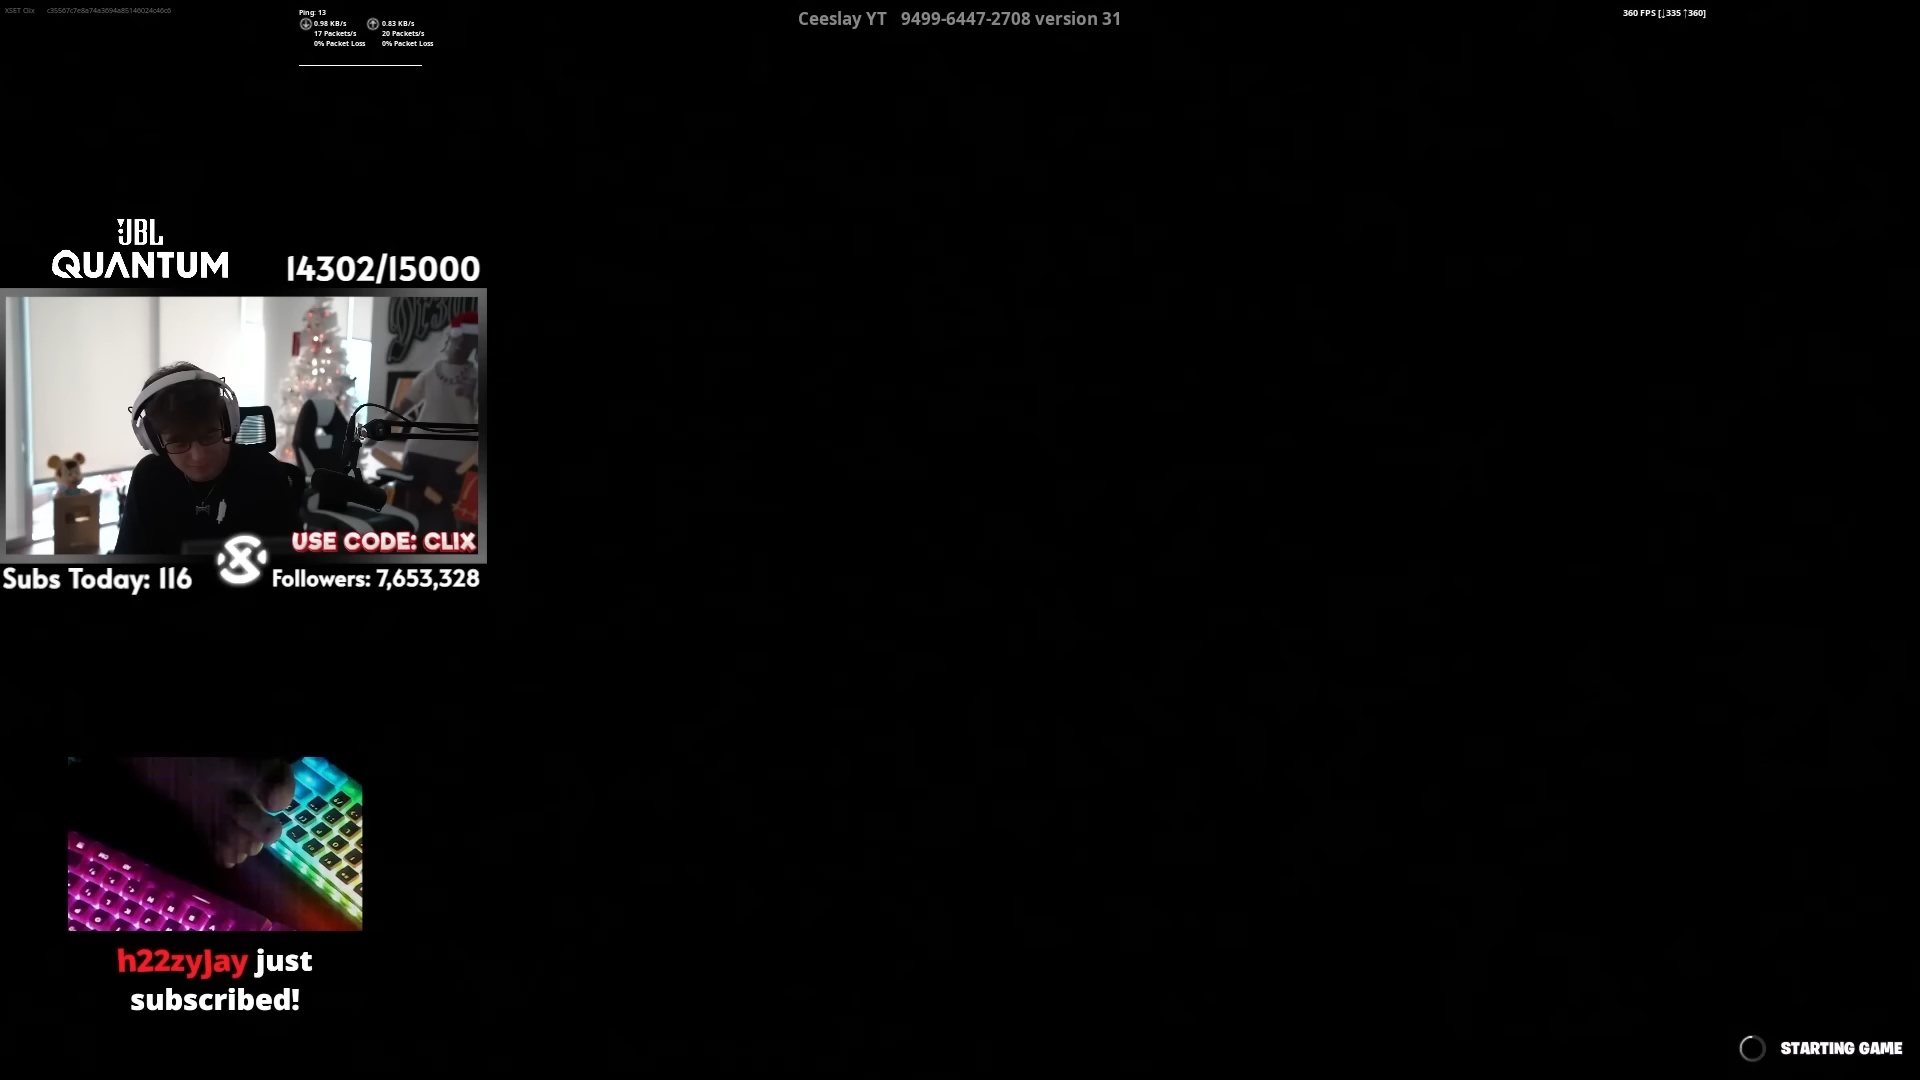 XSET Clix
Ping: 13
0.98 KB/s 0.83 KB/s
17 Packets/s 20 Packets/s
0% Packet Loss 0% Packet Loss
Ceeslay YT 9499-6447-2708 version 31
360 FPS [↓335 ↑360]
JBL
QUANTUM
14302/15000
USE CODE: CLIX
Subs Today: 116
Followers: 7,653,328
h22zyJay just
subscribed!
STARTING GAME